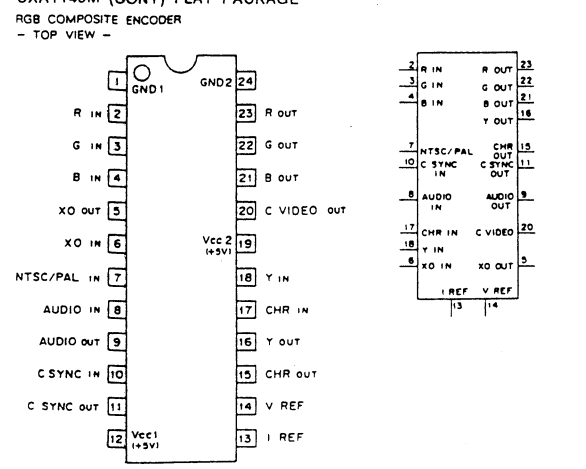 (SONY) FLAT PACKAGE
RGB COMPOSITE ENCODER
- TOP VIEW -
1 GND1 GND2 24
R IN 2 23 R OUT
G IN 3 22 G OUT
B IN 4 21 B OUT
XO OUT 5 20 C VIDEO OUT
XO IN 6 Vcc 2 (+5V) 19
NTSC/PAL IN 7 18 Y IN
AUDIO IN 8 17 CHR IN
AUDIO OUT 9 16 Y OUT
C SYNC IN 10 15 CHR OUT
C SYNC OUT 11 14 V REF
12 Vcc1 (+5V) 13 I REF
2 R IN R OUT 23
3 G IN G OUT 22
4 B IN B OUT 21
Y OUT 16
7 NTSC/PAL CHR OUT 15
10 C SYNC IN C SYNC OUT 11
8 AUDIO IN AUDIO OUT 9
17 CHR IN C VIDEO 20
18 Y IN
6 XO IN XO OUT 5
I REF V REF
13 14